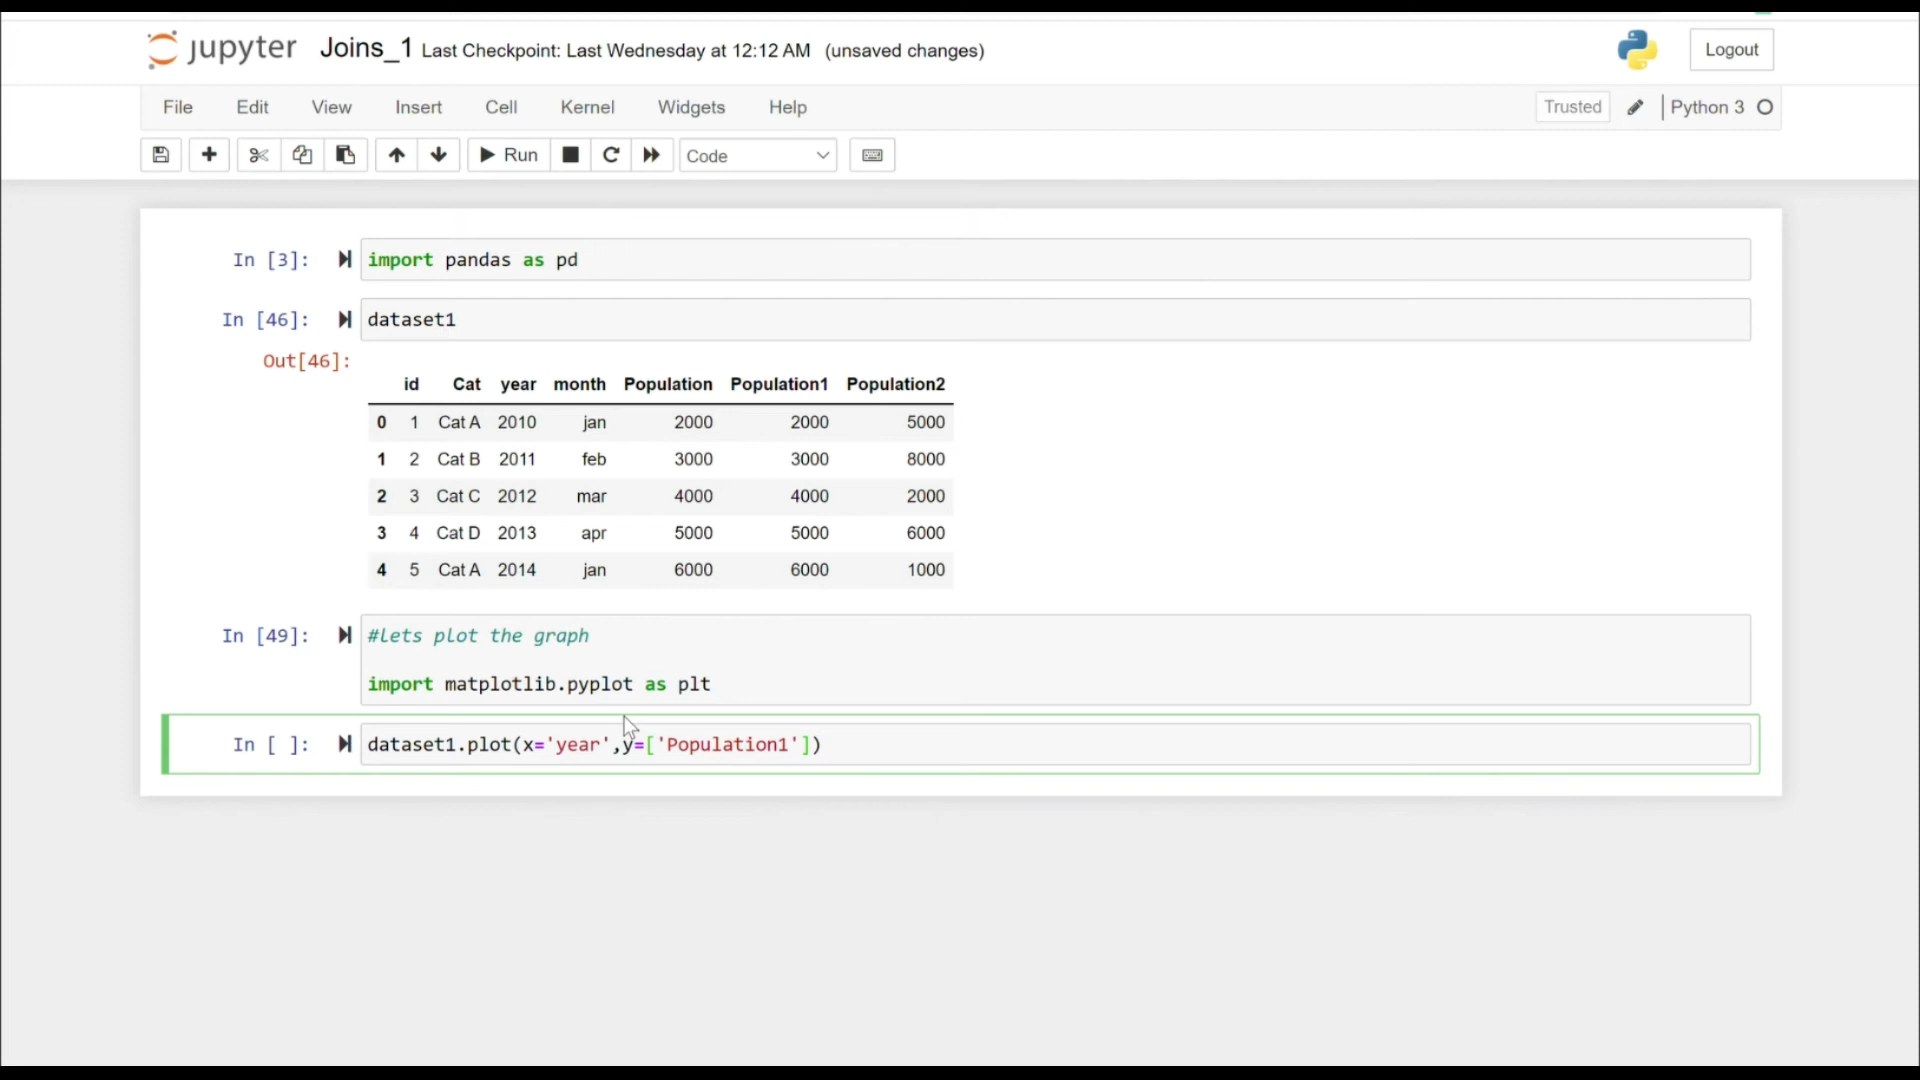 jupyter Joins_1 Last Checkpoint: Last Wednesday at 12:12 AM (unsaved changes) Logout
File Edit View Insert Cell Kernel Widgets Help Trusted Python 3
Run Code
In [3]: import pandas as pd
In [46]: dataset1
Out[46]:
id Cat year month Population Population1 Population2
0 1 Cat A 2010 jan 2000 2000 5000
1 2 Cat B 2011 feb 3000 3000 8000
2 3 Cat C 2012 mar 4000 4000 2000
3 4 Cat D 2013 apr 5000 5000 6000
4 5 Cat A 2014 jan 6000 6000 1000
In [49]: #Lets plot the graph
import matplotlib.pyplot as plt
In [ ]: dataset1.plot(x='year',y=['Population1'])